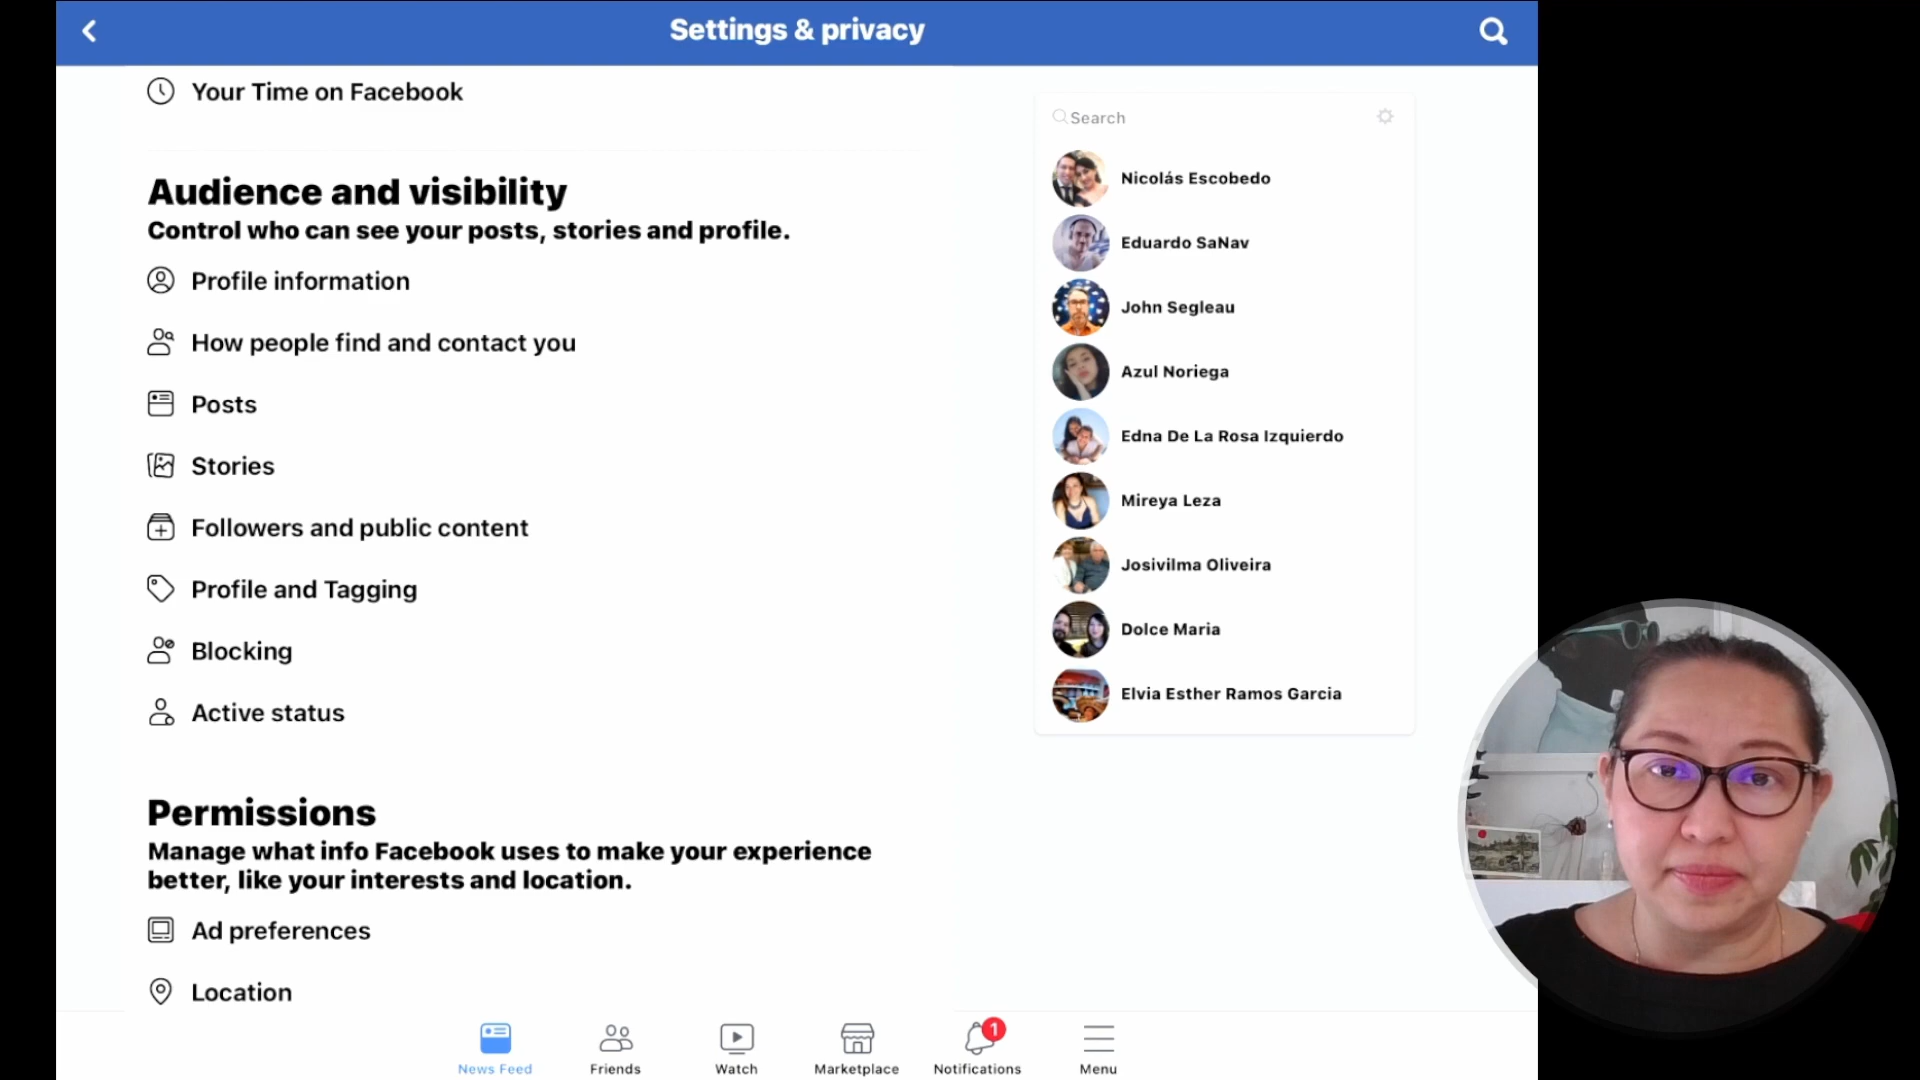 Settings & privacy
Your Time on Facebook
Audience and visibility
Control who can see your posts, stories and profile.
Profile information
How people find and contact you
Posts
Stories
Followers and public content
Profile and Tagging
Blocking
Active status
Permissions
Manage what info Facebook uses to make your experience
better, like your interests and location.
Ad preferences
Location
Search
Nicolás Escobedo
Eduardo SaNav
John Segleau
Azul Noriega
Edna De La Rosa Izquierdo
Mireya Leza
Josivilma Oliveira
Dolce Maria
Elvia Esther Ramos Garcia
News Feed
Friends
Watch
Marketplace
1
Notifications
Menu